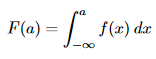 F(a) = ∫_{-∞}^{a} f(x) dx